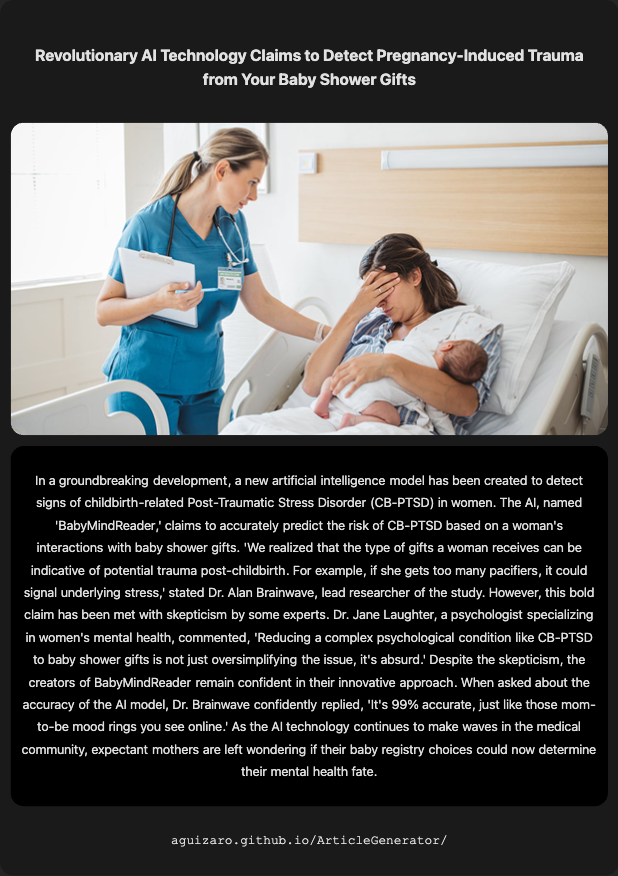 Revolutionary AI Technology Claims to Detect Pregnancy-Induced Trauma
from Your Baby Shower Gifts
In a groundbreaking development, a new artificial intelligence model has been created to detect
signs of childbirth-related Post-Traumatic Stress Disorder (CB-PTSD) in women. The AI, named
'BabyMindReader,' claims to accurately predict the risk of CB-PTSD based on a woman's
interactions with baby shower gifts. 'We realized that the type of gifts a woman receives can be
indicative of potential trauma post-childbirth. For example, if she gets too many pacifiers, it could
signal underlying stress,' stated Dr. Alan Brainwave, lead researcher of the study. However, this bold
claim has been met with skepticism by some experts. Dr. Jane Laughter, a psychologist specializing
in women's mental health, commented, 'Reducing a complex psychological condition like CB-PTSD
to baby shower gifts is not just oversimplifying the issue, it's absurd.' Despite the skepticism, the
creators of BabyMindReader remain confident in their innovative approach. When asked about the
accuracy of the AI model, Dr. Brainwave confidently replied, 'It's 99% accurate, just like those mom-
to-be mood rings you see online.' As the AI technology continues to make waves in the medical
community, expectant mothers are left wondering if their baby registry choices could now determine
their mental health fate.
aguizaro.github.io/ArticleGenerator/